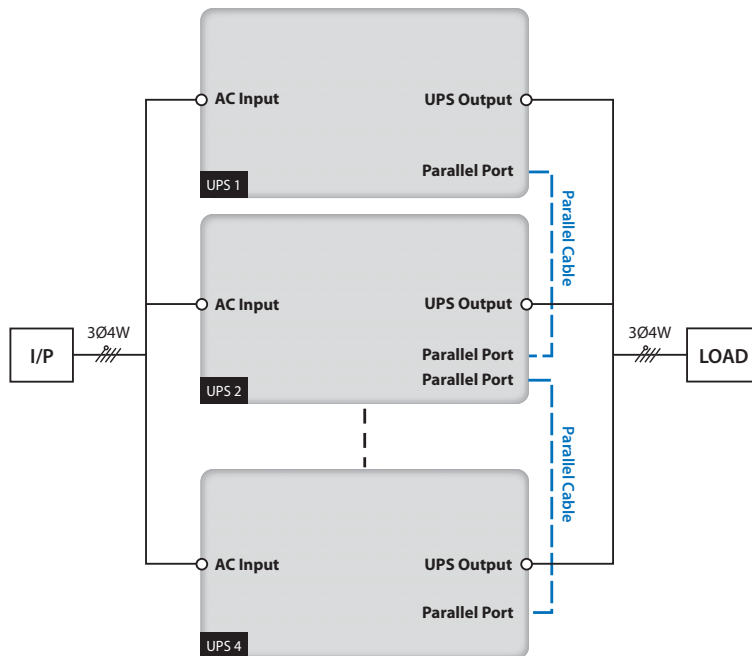 AC Input
UPS Output
Parallel Port
UPS 1
Parallel Cable
AC Input
UPS Output
3Ø4W
I/P
3Ø4W
LOAD
Parallel Port
Parallel Port
UPS 2
Parallel Cable
AC Input
UPS Output
Parallel Port
UPS 4